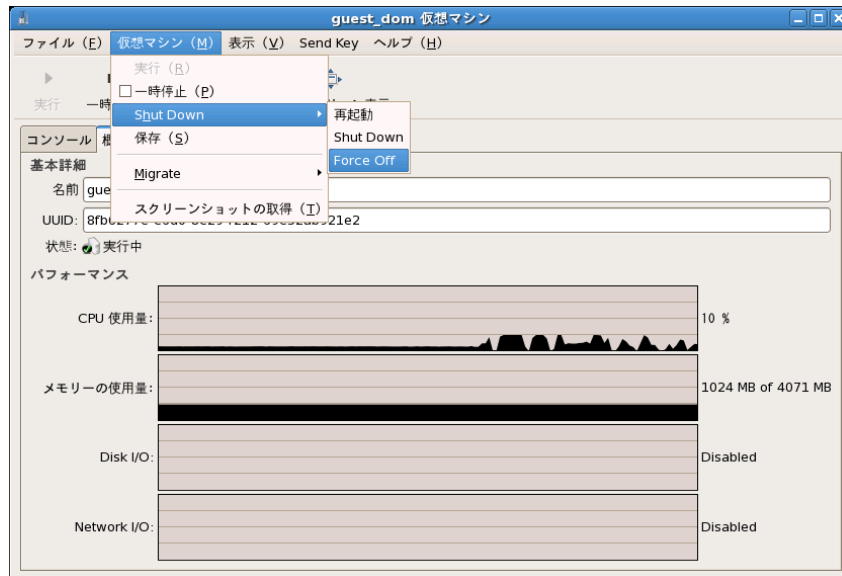 guest_dom 仮想マシン
ファイル (F) 仮想マシン (M) 表示 (V) Send Key ヘルプ (H)
実行 (R)
一時停止 (P)
Shut Down
保存 (S)
Migrate
スクリーンショットの取得 (T)
再起動
Shut Down
Force Off
実行
コンソール
基本詳細
名前
UUID:
状態: 実行中
パフォーマンス
CPU 使用量: 10 %
メモリーの使用量: 1024 MB of 4071 MB
Disk I/O: Disabled
Network I/O: Disabled